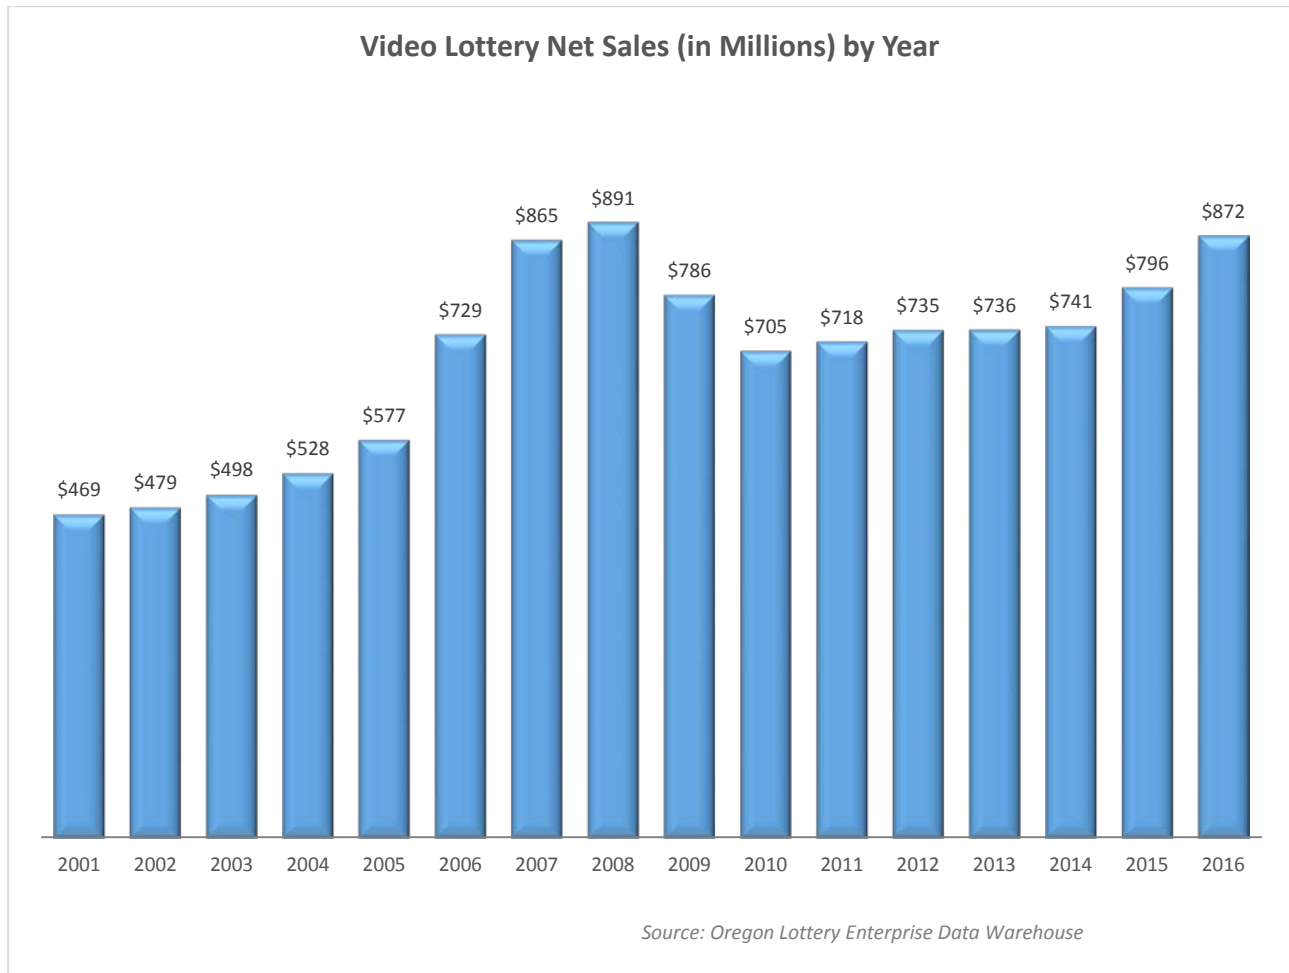 Video Lottery Net Sales (in Millions) by Year
$469 $479 $498 $528 $577 $729 $865 $891 $786 $705 $718 $735 $736 $741 $796 $872
2001 2002 2003 2004 2005 2006 2007 2008 2009 2010 2011 2012 2013 2014 2015 2016
Source: Oregon Lottery Enterprise Data Warehouse